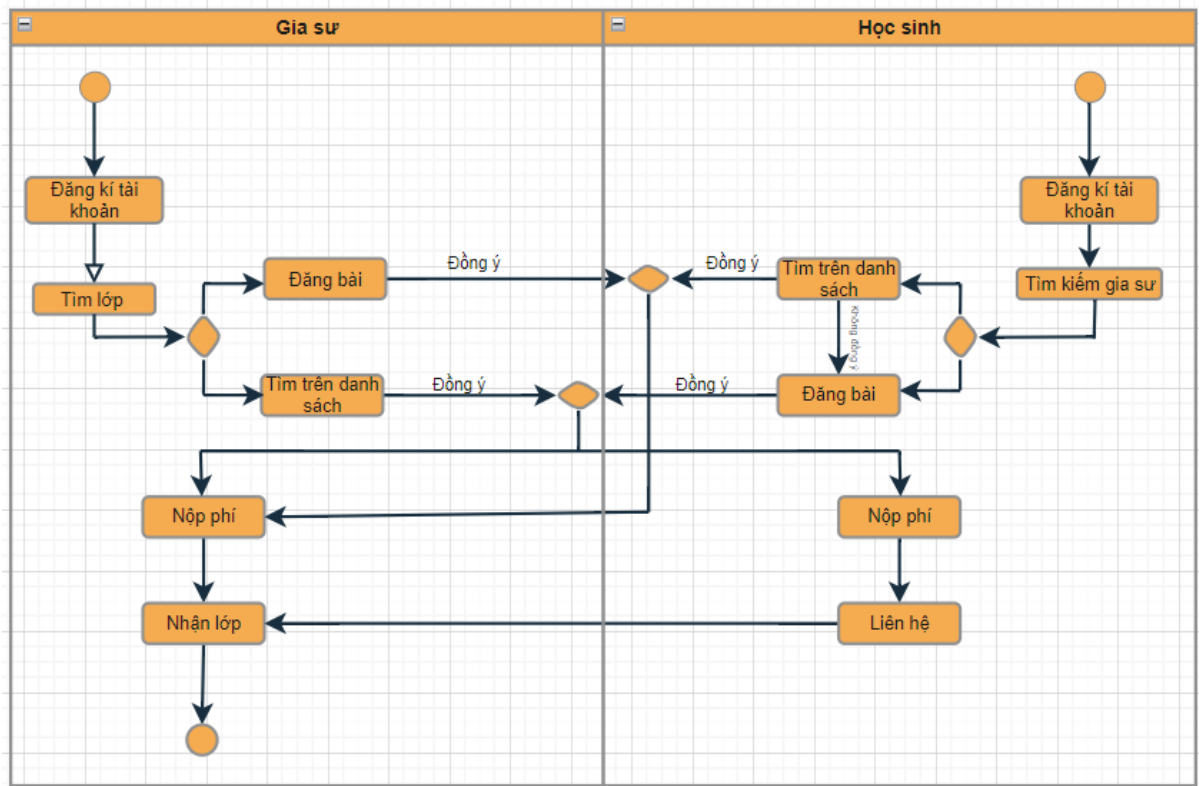 Gia sư
Học sinh
Đăng kí tài
khoản
Đăng kí tài
khoản
Tìm lớp
Tìm kiếm gia sư
Đăng bài
Đồng ý
Đồng ý
Tìm trên danh
sách
Không đồng ý
Tìm trên danh
sách
Đồng ý
Đồng ý
Đăng bài
Nộp phí
Nộp phí
Nhận lớp
Liên hệ